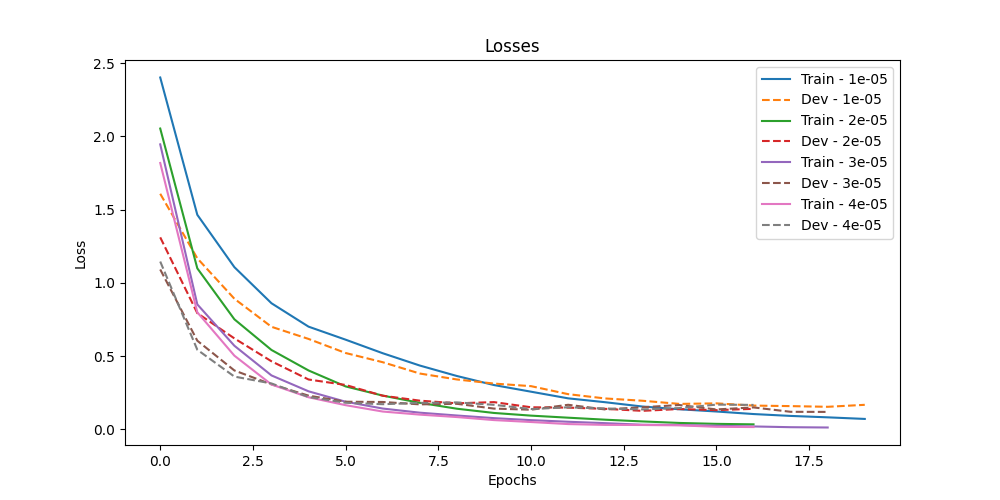 Losses
2.5
2.0
1.5
1.0
0.5
0.0
Loss
Train - 1e-05
Dev - 1e-05
Train - 2e-05
Dev - 2e-05
Train - 3e-05
Dev - 3e-05
Train - 4e-05
Dev - 4e-05
0.0 2.5 5.0 7.5 10.0 12.5 15.0 17.5
Epochs